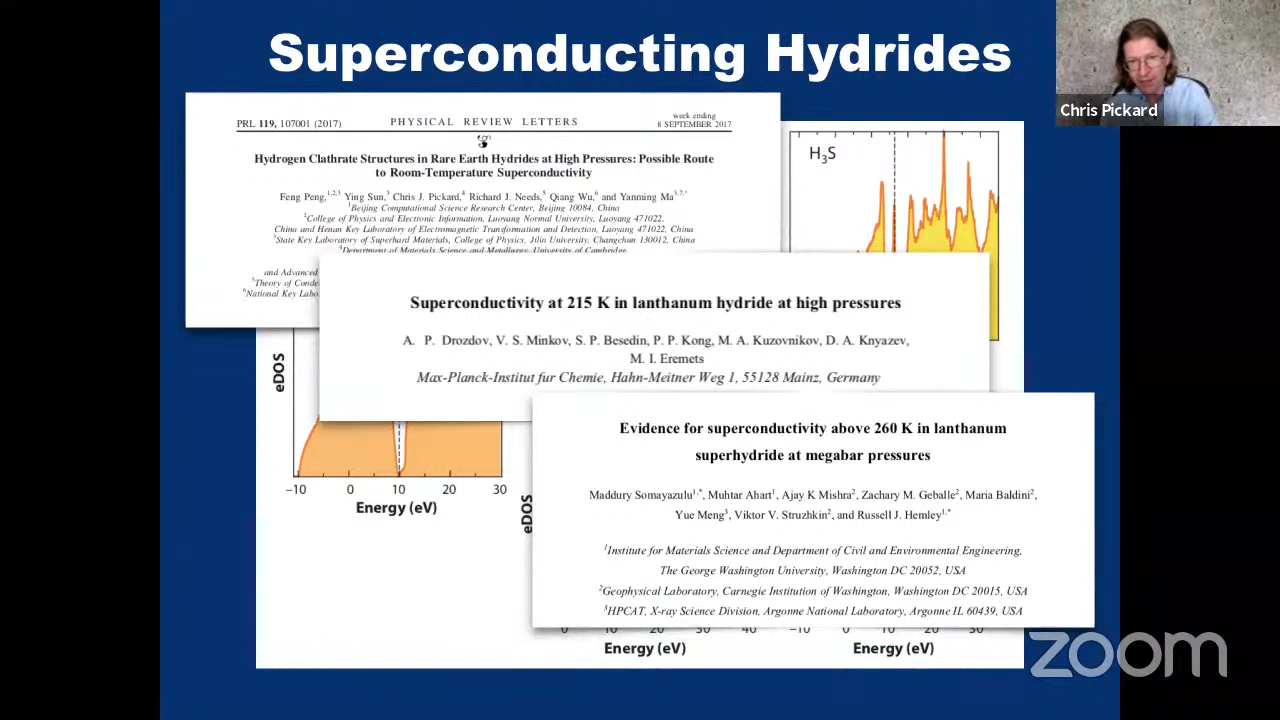 Superconducting Hydrides
Chris Pickard
PRL 119, 107001 (2017)
PHYSICAL REVIEW LETTERS
week ending
8 SEPTEMBER 2017
Hydrogen Clathrate Structures in Rare Earth Hydrides at High Pressures: Possible Route
to Room-Temperature Superconductivity
Feng Peng,1,2,3 Ying Sun,3 Chris J. Pickard,4 Richard J. Needs,5 Qiang Wu,6 and Yanming Ma3,7,*
1Beijing Computational Science Research Center, Beijing 10084, China
2College of Physics and Electronic Information, Luoyang Normal University, Luoyang 471022,
China and Henan Key Laboratory of Electromagnetic Transformation and Detection, Luoyang 471022, China
3State Key Laboratory of Superhard Materials, College of Physics, Jilin University, Changchun 130012, China
4Department of Materials Science and Metallurgy, University of Cambridge
and Advanced
5Theory of Conde
6National Key Labo
H3S
Superconductivity at 215 K in lanthanum hydride at high pressures
A. P. Drozdov, V. S. Minkov, S. P. Besedin, P. P. Kong, M. A. Kuzovnikov, D. A. Knyazev,
M. I. Eremets
Max-Planck-Institut fur Chemie, Hahn-Meitner Weg 1, 55128 Mainz, Germany
eDOS
−10 0 10 20 30
Energy (eV)
Evidence for superconductivity above 260 K in lanthanum
superhydride at megabar pressures
Maddury Somayazulu1,*, Muhtar Ahart1, Ajay K Mishra2, Zachary M. Geballe2, Maria Baldini2,
Yue Meng3, Viktor V. Struzhkin2, and Russell J. Hemley1,*
1Institute for Materials Science and Department of Civil and Environmental Engineering,
The George Washington University, Washington DC 20052, USA
2Geophysical Laboratory, Carnegie Institution of Washington, Washington DC 20015, USA
3HPCAT, X-ray Science Division, Argonne National Laboratory, Argonne IL 60439, USA
eDOS
0 10 20 30 40
Energy (eV)
−10 0 10 20 30
Energy (eV)
zoom